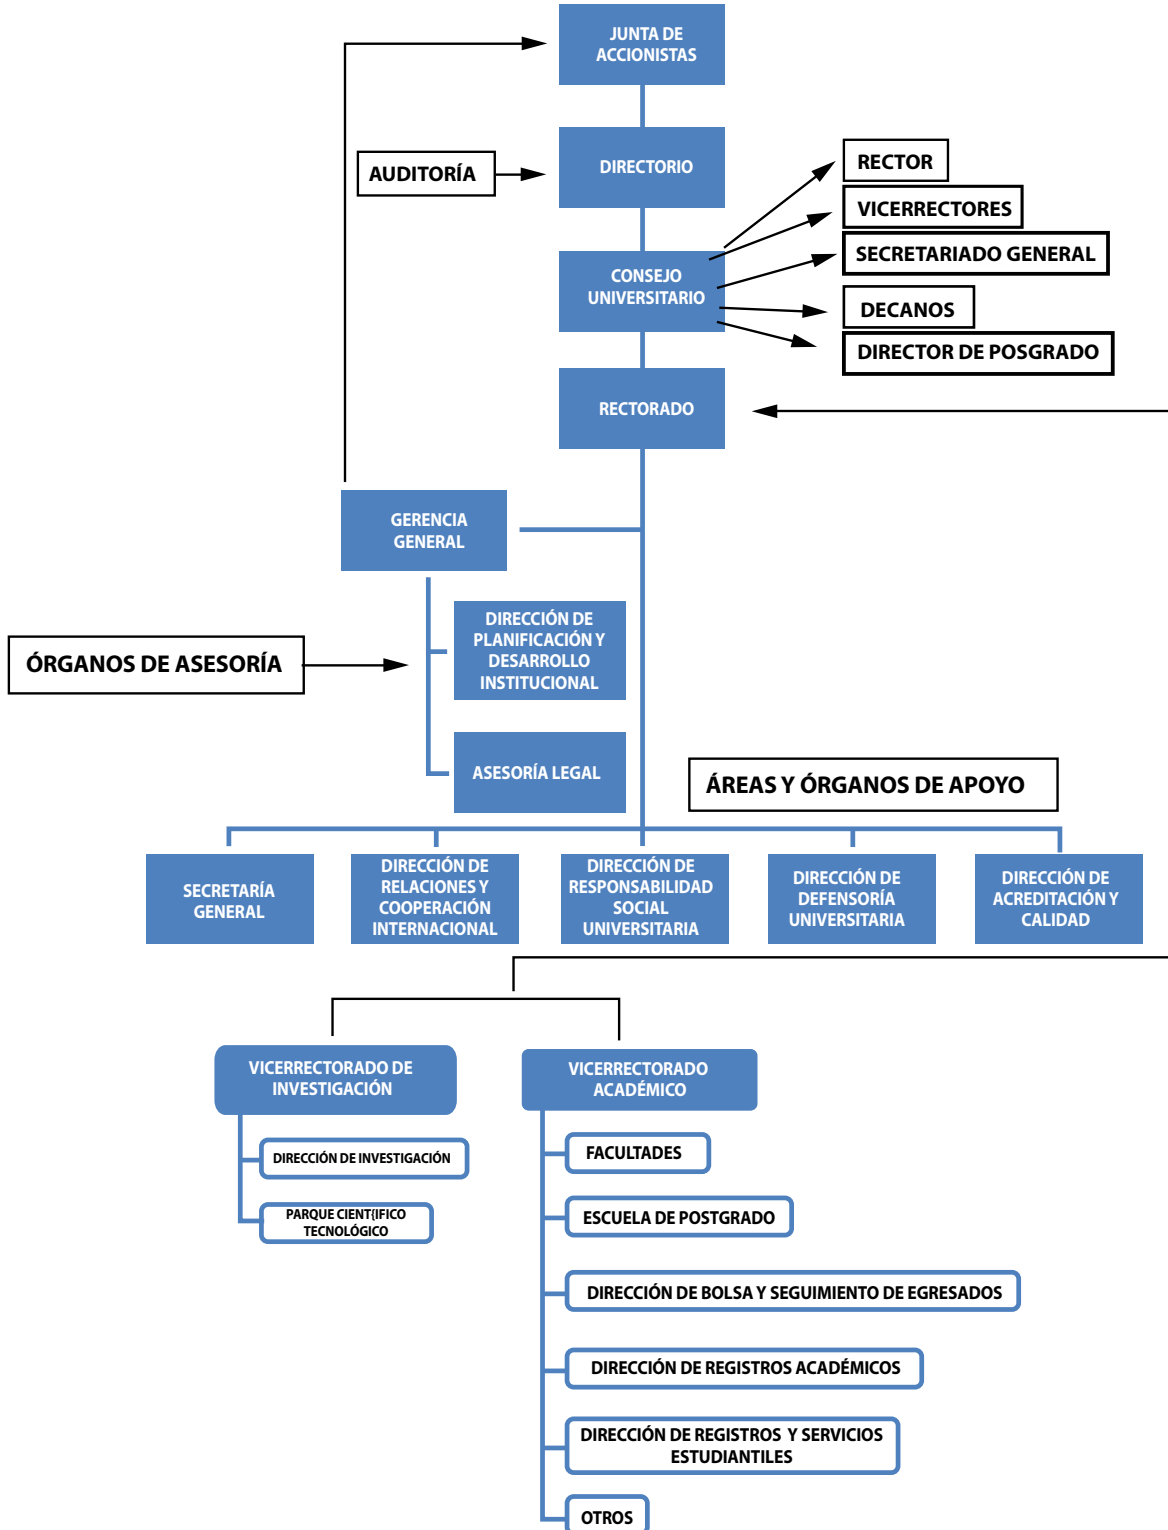 JUNTA DE
ACCIONISTAS
AUDITORÍA
DIRECTORIO
RECTOR
VICERRECTORES
SECRETARIADO GENERAL
CONSEJO
UNIVERSITARIO
DECANOS
DIRECTOR DE POSGRADO
RECTORADO
GERENCIA
GENERAL
DIRECCIÓN DE
PLANIFICACIÓN Y
DESARROLLO
INSTITUCIONAL
ÓRGANOS DE ASESORÍA
ASESORÍA LEGAL
ÁREAS Y ÓRGANOS DE APOYO
SECRETARÍA
GENERAL
DIRECCIÓN DE
RELACIONES Y
COOPERACIÓN
INTERNACIONAL
DIRECCIÓN DE
RESPONSABILIDAD
SOCIAL
UNIVERSITARIA
DIRECCIÓN DE
DEFENSORÍA
UNIVERSITARIA
DIRECCIÓN DE
ACREDITACIÓN Y
CALIDAD
VICERRECTORADO DE
INVESTIGACIÓN
DIRECCIÓN DE INVESTIGACIÓN
PARQUE CIENT{IFICO
TECNOLÓGICO
VICERRECTORADO
ACADÉMICO
FACULTADES
ESCUELA DE POSTGRADO
DIRECCIÓN DE BOLSA Y SEGUIMIENTO DE EGRESADOS
DIRECCIÓN DE REGISTROS ACADÉMICOS
DIRECCIÓN DE REGISTROS Y SERVICIOS
ESTUDIANTILES
OTROS